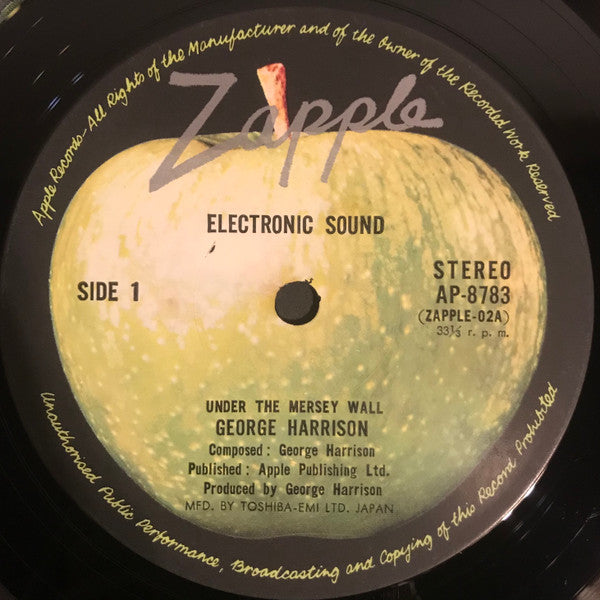 Apple Records-All Rights of the Manufacturer and of the Owner of the Recorded Work Reserved
Zapple
ELECTRONIC SOUND
SIDE 1
STEREO
AP-8783
(ZAPPLE-02A)
33⅓ r. p. m.
UNDER THE MERSEY WALL
GEORGE HARRISON
Composed: George Harrison
Published: Apple Publishing Ltd.
Produced by George Harrison
MFD. BY TOSHIBA-EMI LTD. JAPAN
Unauthorised Public Performance, Broadcasting and Copying of this Record Prohibited